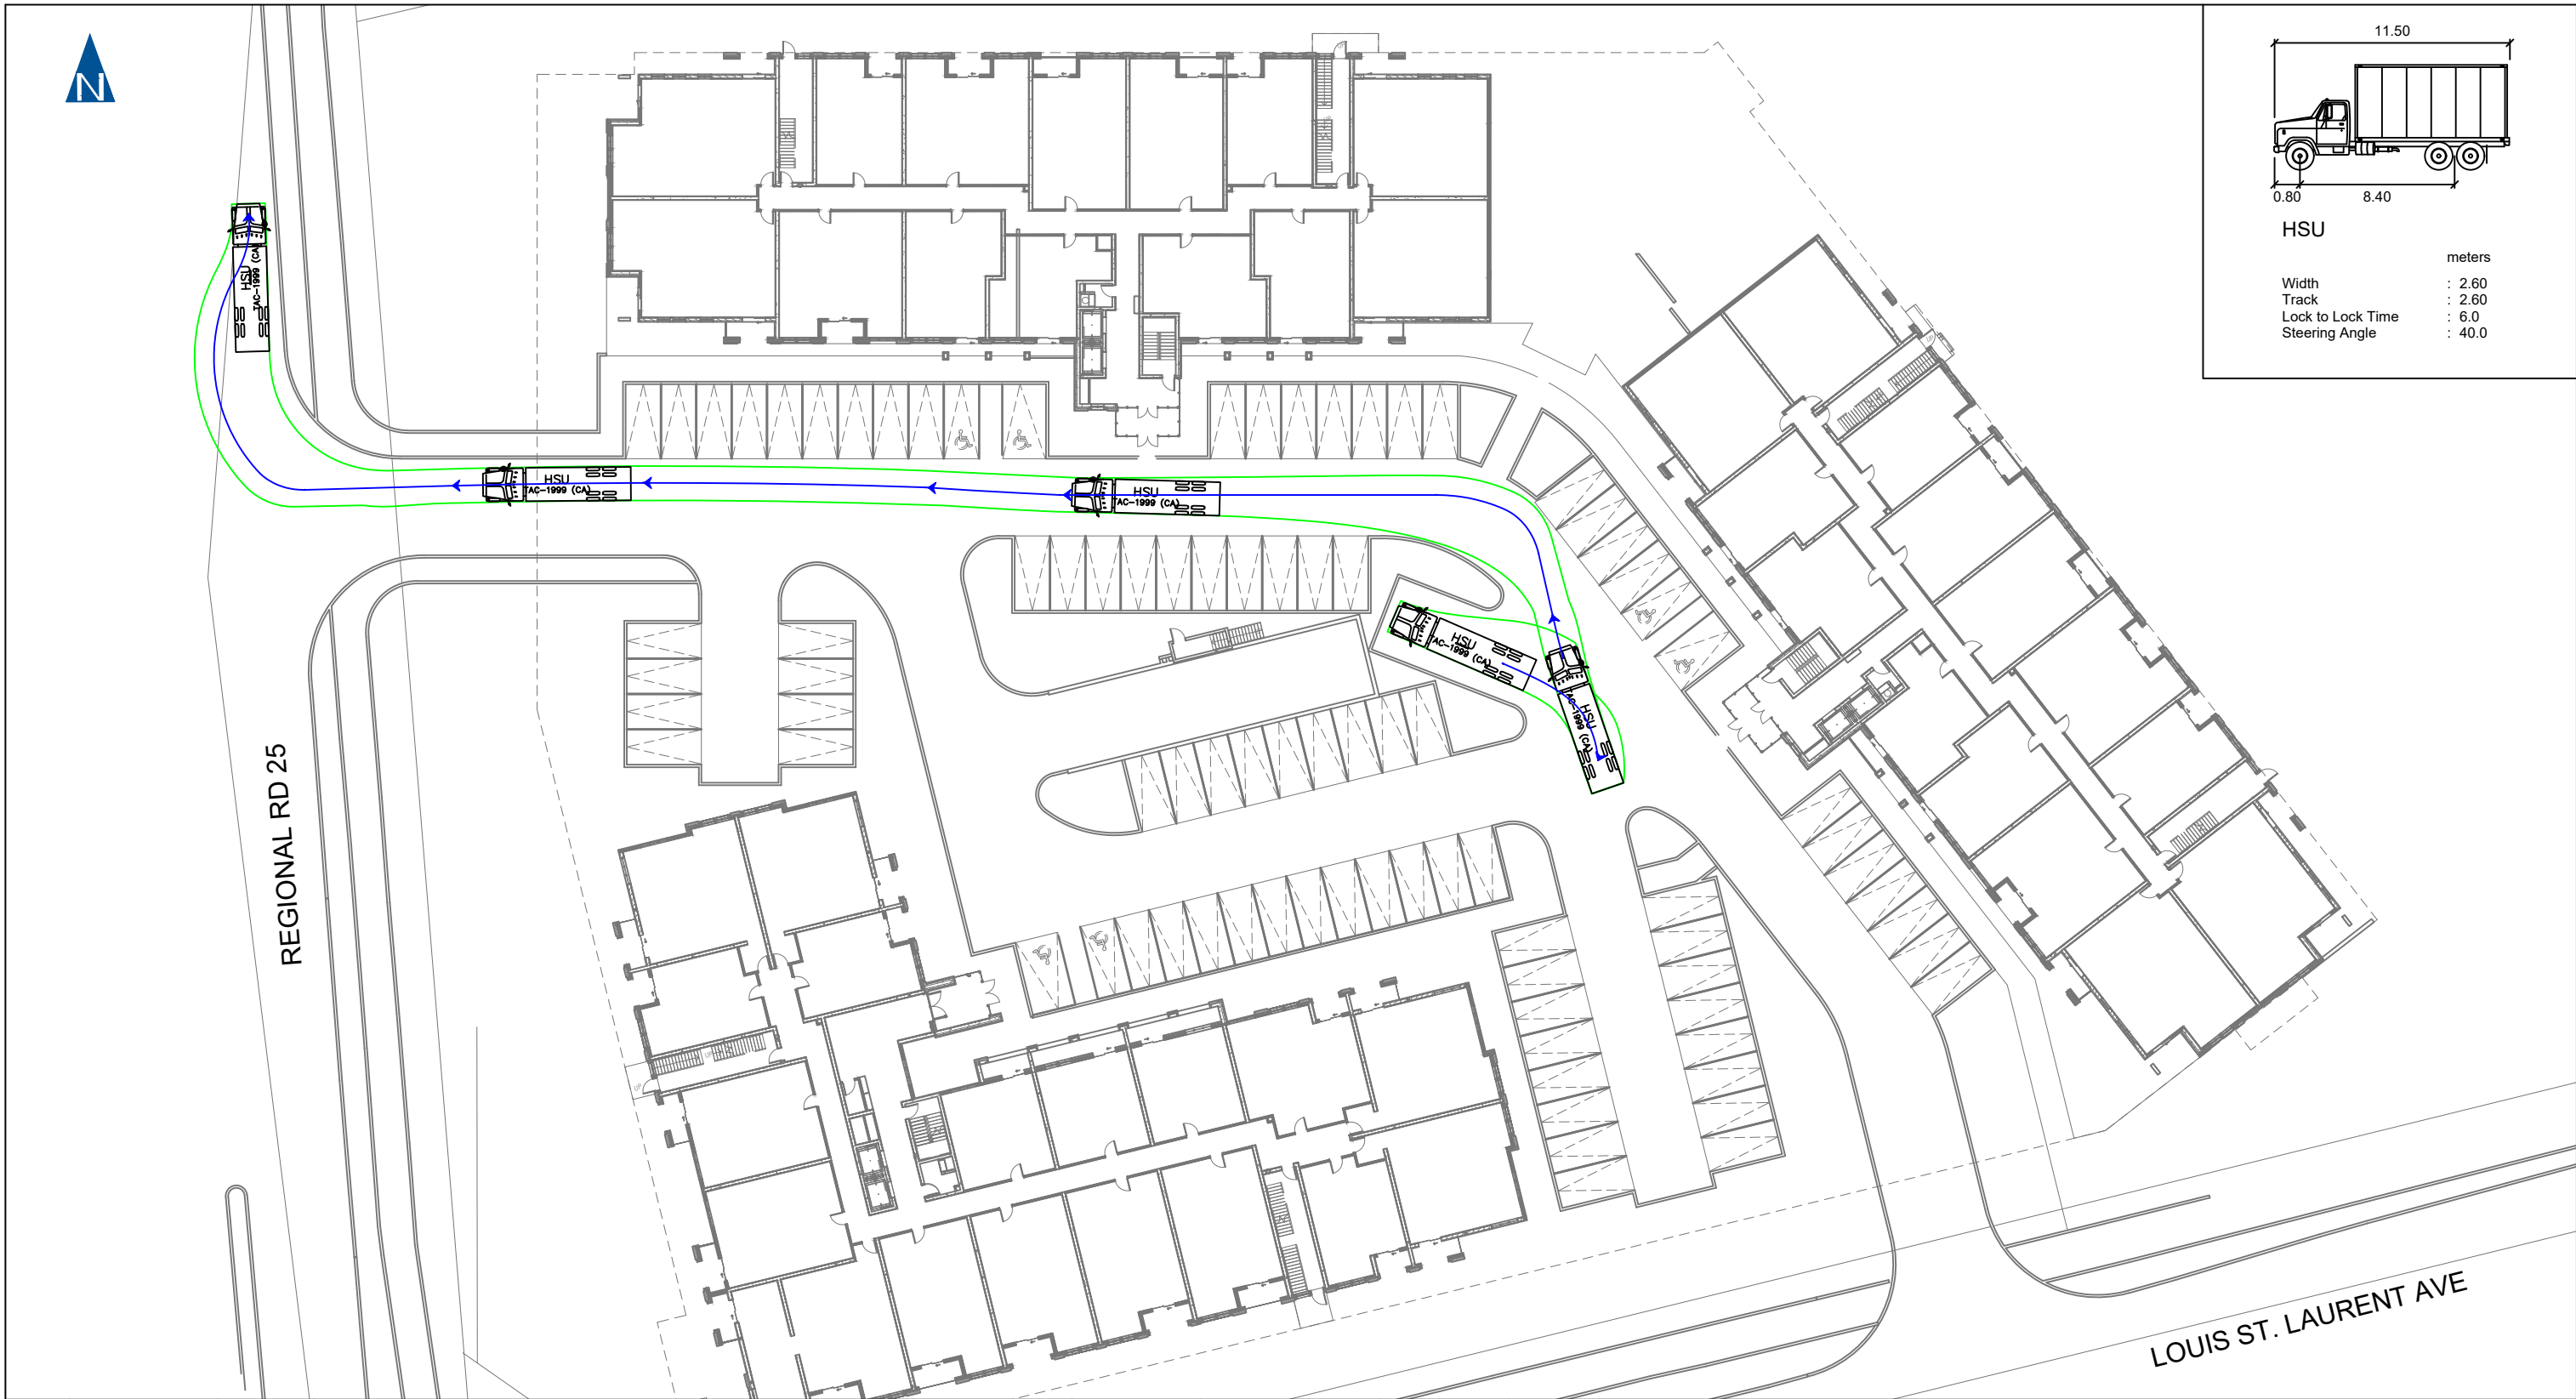 N
11.50
0.80
8.40
HSU
meters
Width : 2.60
Track : 2.60
Lock to Lock Time : 6.0
Steering Angle : 40.0
HSU
TAC-1999 (CA)
HSU
TAC-1999 (CA)
HSU
TAC-1999 (CA)
HSU
TAC-1999 (CA)
HSU
TAC-1999 (CA)
REGIONAL RD 25
LOUIS ST. LAURENT AVE
UP
UP